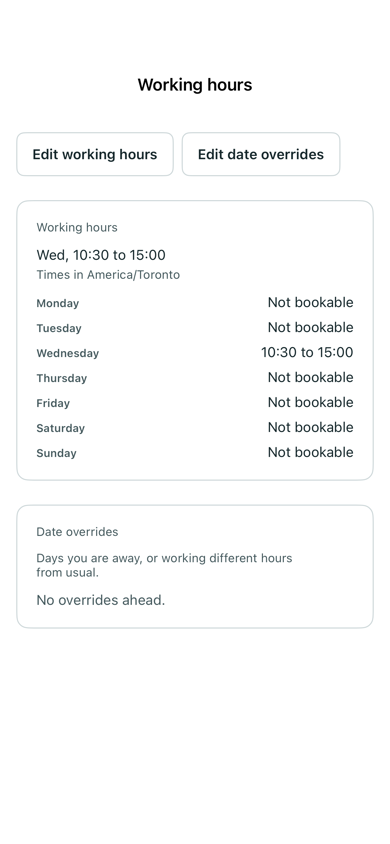 Working hours
Edit working hours
Edit date overrides
Working hours
Wed, 10:30 to 15:00
Times in America/Toronto
Monday Not bookable
Tuesday Not bookable
Wednesday 10:30 to 15:00
Thursday Not bookable
Friday Not bookable
Saturday Not bookable
Sunday Not bookable
Date overrides
Days you are away, or working different hours
from usual.
No overrides ahead.